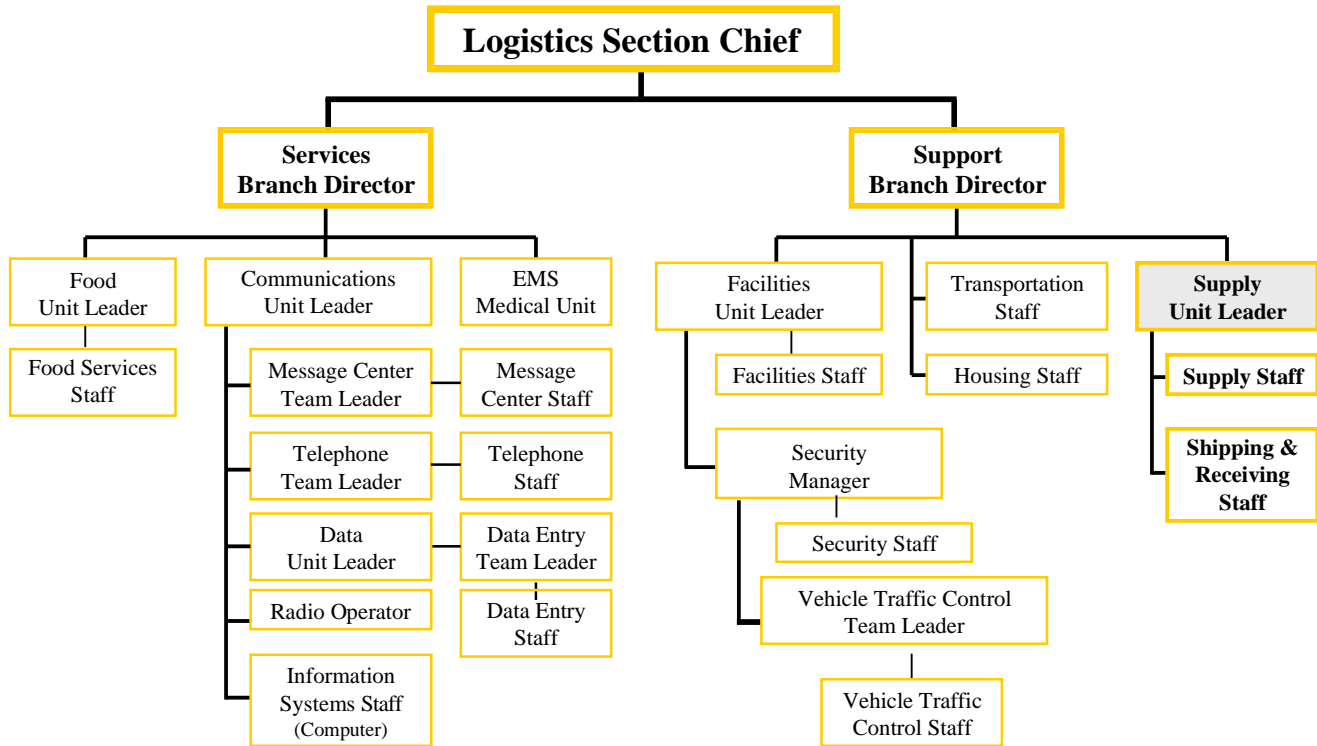 Logistics Section Chief
Services
Branch Director
Support
Branch Director
Food
Unit Leader
Food Services
Staff
Communications
Unit Leader
EMS
Medical Unit
Message Center
Team Leader
Message
Center Staff
Telephone
Team Leader
Telephone
Staff
Data
Unit Leader
Data Entry
Team Leader
Radio Operator
Data Entry
Staff
Information
Systems Staff
(Computer)
Facilities
Unit Leader
Facilities Staff
Transportation
Staff
Housing Staff
Supply
Unit Leader
Supply Staff
Shipping &
Receiving
Staff
Security
Manager
Security Staff
Vehicle Traffic Control
Team Leader
Vehicle Traffic
Control Staff